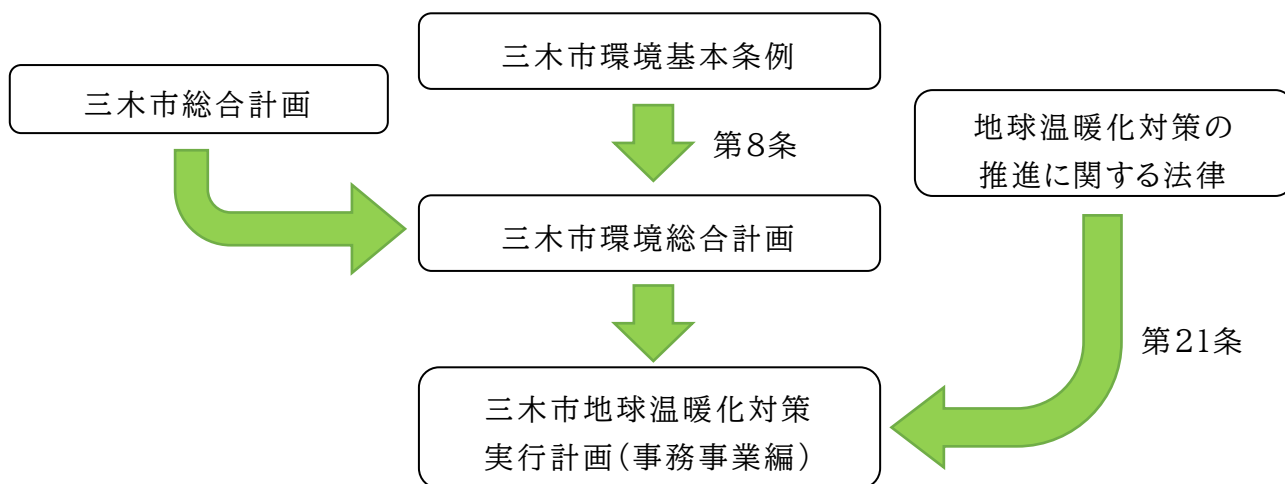 三木市環境基本条例
三木市総合計画
地球温暖化対策の
推進に関する法律
第8条
三木市環境総合計画
第21条
三木市地球温暖化対策
実行計画(事務事業編)